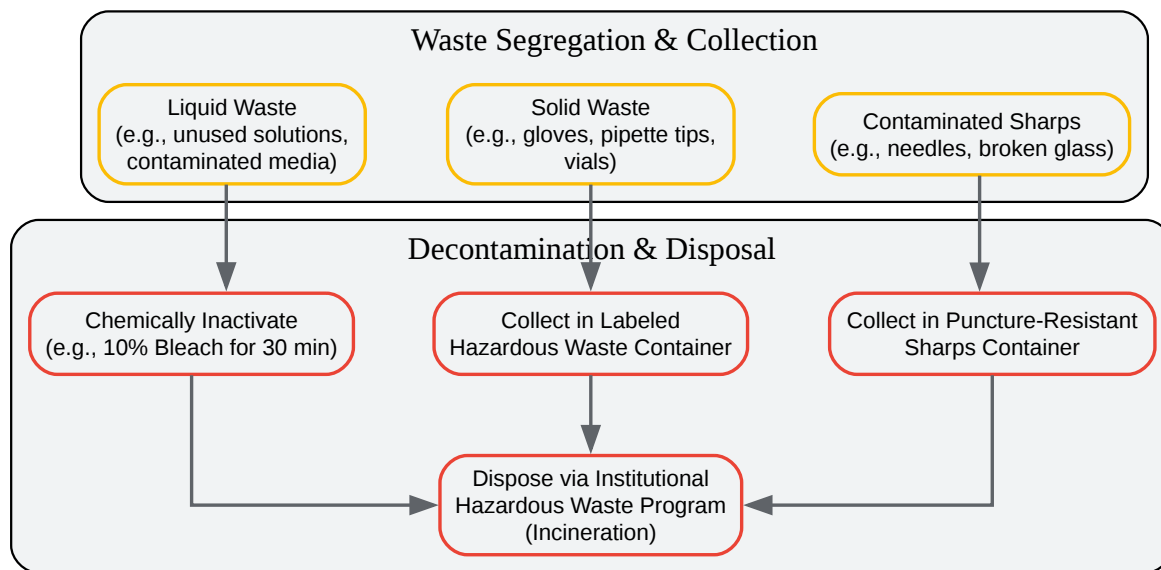 Waste Segregation & Collection
Liquid Waste
(e.g., unused solutions,
contaminated media)
Solid Waste
(e.g., gloves, pipette tips,
vials)
Contaminated Sharps
(e.g., needles, broken glass)
Decontamination & Disposal
Chemically Inactivate
(e.g., 10% Bleach for 30 min)
Collect in Labeled
Hazardous Waste Container
Collect in Puncture-Resistant
Sharps Container
Dispose via Institutional
Hazardous Waste Program
(Incineration)